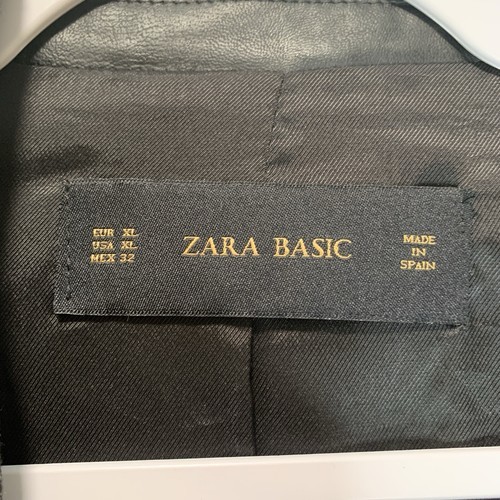 EUR XL
USA XL
MEX 32
ZARA BASIC
MADE
IN
SPAIN